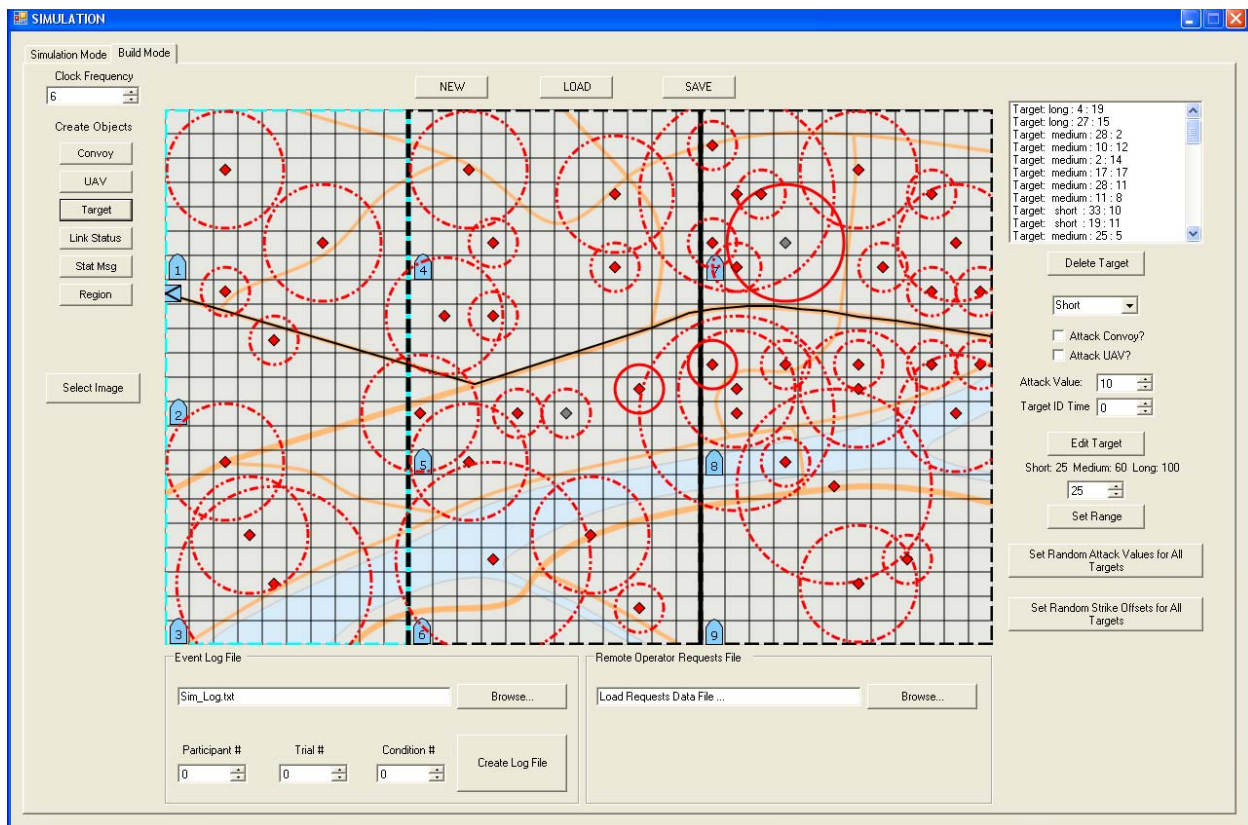 SIMULATION
Simulation Mode
Build Mode
Clock Frequency
6
NEW
LOAD
SAVE
Create Objects
Convoy
UAV
Target
Link Status
Stat Msg
Region
Select Image
1
2
3
4
5
6
7
8
9
Target: long : 4 : 19
Target: long : 27 : 15
Target: medium : 28 : 2
Target: medium : 10 : 12
Target: medium : 2 : 14
Target: medium : 17 : 17
Target: medium : 28 : 11
Target: medium : 11 : 8
Target: short : 33 : 10
Target: short : 19 : 11
Target: medium : 25 : 5
Delete Target
Short
Attack Convoy?
Attack UAV?
Attack Value: 10
Target ID Time 0
Edit Target
Short: 25 Medium: 60 Long: 100
25
Set Range
Set Random Attack Values for All
Targets
Set Random Strike Offsets for All
Targets
Event Log File
Sim_Log.txt
Browse...
Participant #
Trial #
Condition #
0
0
0
Create Log File
Remote Operator Requests File
Load Requests Data File ...
Browse...